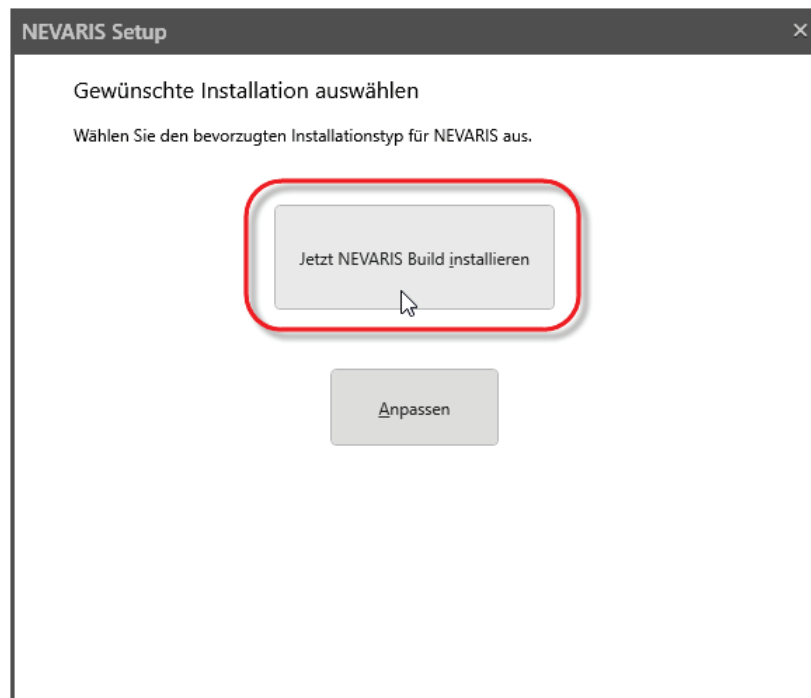 NEVARIS Setup
Gewünschte Installation auswählen
Wählen Sie den bevorzugten Installationstyp für NEVARIS aus.
Jetzt NEVARIS Build installieren
Anpassen